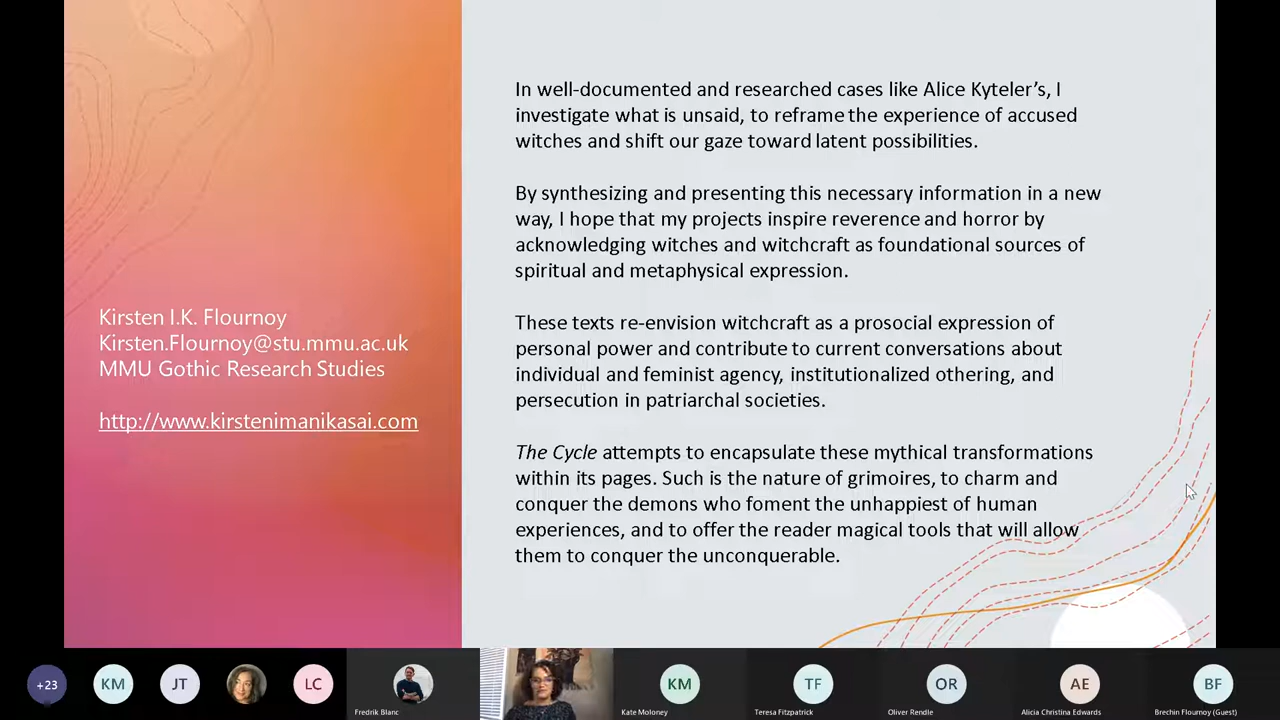 In well-documented and researched cases like Alice Kyteler’s, I
investigate what is unsaid, to reframe the experience of accused
witches and shift our gaze toward latent possibilities.
By synthesizing and presenting this necessary information in a new
way, I hope that my projects inspire reverence and horror by
acknowledging witches and witchcraft as foundational sources of
spiritual and metaphysical expression.
These texts re-envision witchcraft as a prosocial expression of
personal power and contribute to current conversations about
individual and feminist agency, institutionalized othering, and
persecution in patriarchal societies.
The Cycle attempts to encapsulate these mythical transformations
within its pages. Such is the nature of grimoires, to charm and
conquer the demons who foment the unhappiest of human
experiences, and to offer the reader magical tools that will allow
them to conquer the unconquerable.
Kirsten I.K. Flournoy
Kirsten.Flournoy@stu.mmu.ac.uk
MMU Gothic Research Studies
http://www.kirstenimanikasai.com
+23
KM
JT
LC
Fredrik Blanc
KM
Kate Moloney
TF
Teresa Fitzpatrick
OR
Oliver Rendle
AE
Alicia Christina Edwards
BF
Brechin Flournoy (Guest)